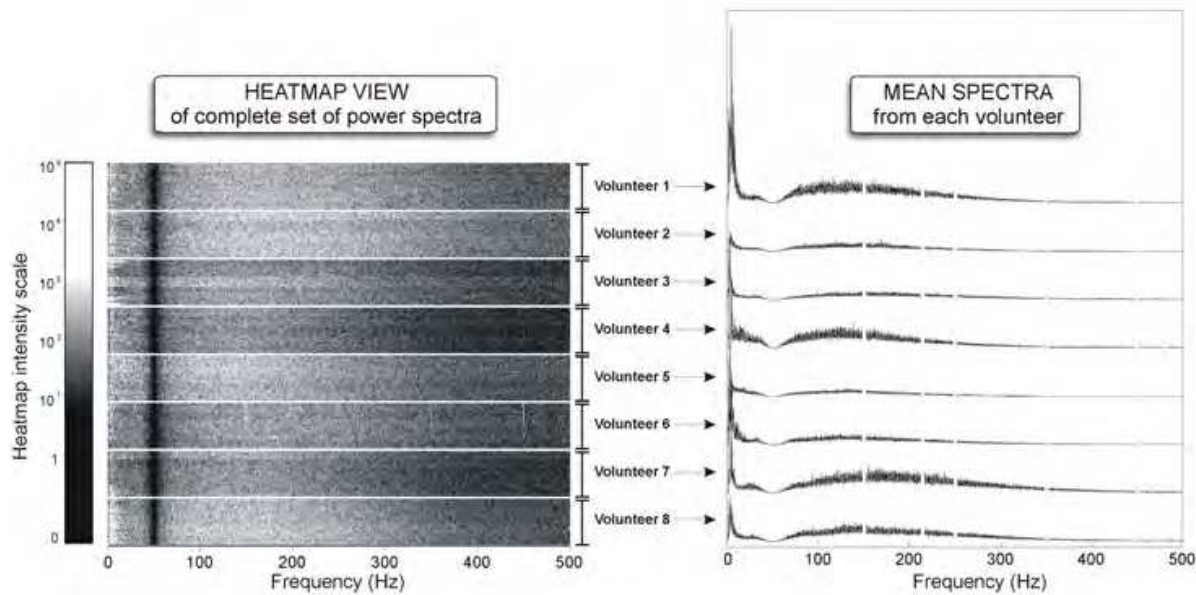 HEATMAP VIEW
of complete set of power spectra
MEAN SPECTRA
from each volunteer
Heatmap intensity scale
10⁵
10⁴
10³
10²
10¹
1
0
Volunteer 1
Volunteer 2
Volunteer 3
Volunteer 4
Volunteer 5
Volunteer 6
Volunteer 7
Volunteer 8
0 100 200 300 400 500
Frequency (Hz)
0 100 200 300 400 500
Frequency (Hz)